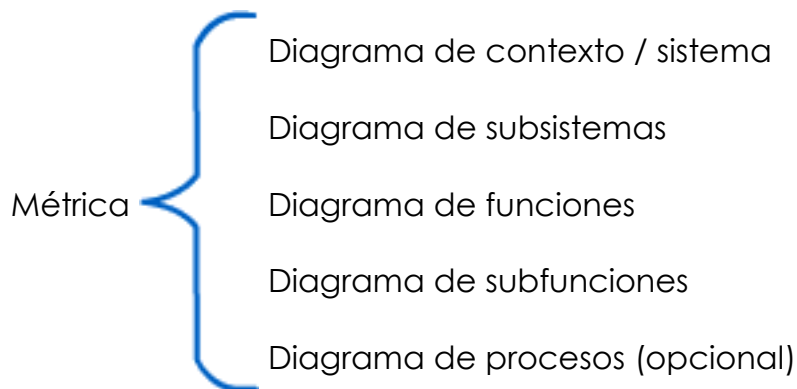 Diagrama de contexto / sistema
Diagrama de subsistemas
Métrica
Diagrama de funciones
Diagrama de subfunciones
Diagrama de procesos (opcional)